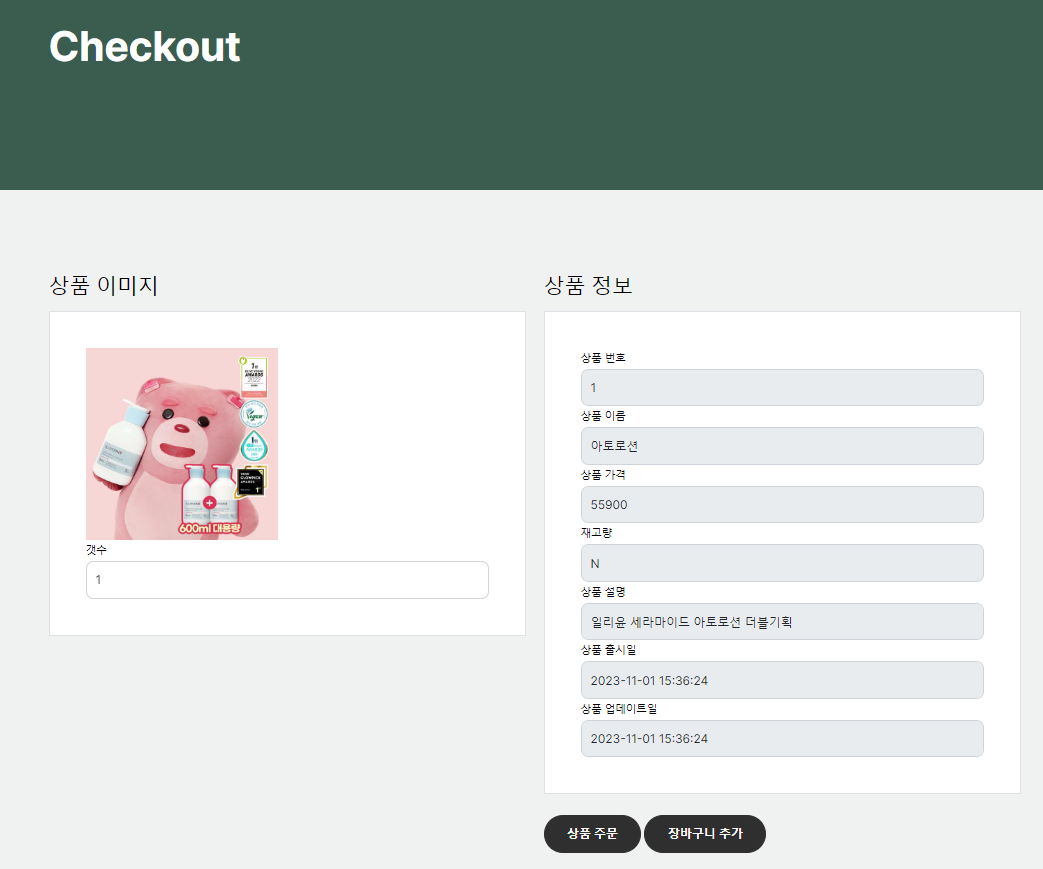 Checkout
상품 이미지
600ml 대용량
갯수
1
상품 정보
상품 번호
1
상품 이름
아토로션
상품 가격
55900
재고량
N
상품 설명
일리윤 세라마이드 아토로션 더블기획
상품 출시일
2023-11-01 15:36:24
상품 업데이트일
2023-11-01 15:36:24
상품 주문
장바구니 추가